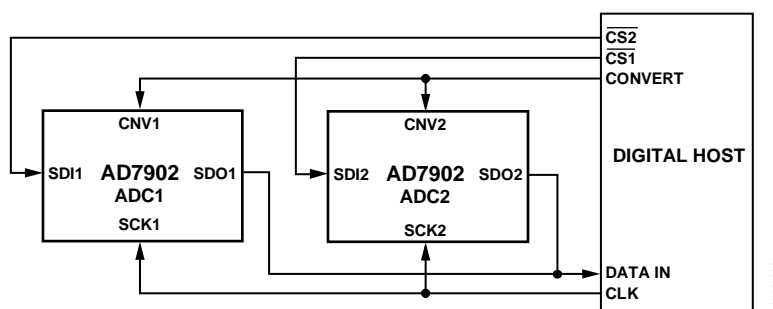 CS2
CS1
CONVERT
CNV1
CNV2
DIGITAL HOST
SDI1
AD7902
SDO1
ADC1
SDI2
AD7902
SDO2
ADC2
SCK1
SCK2
DATA IN
CLK